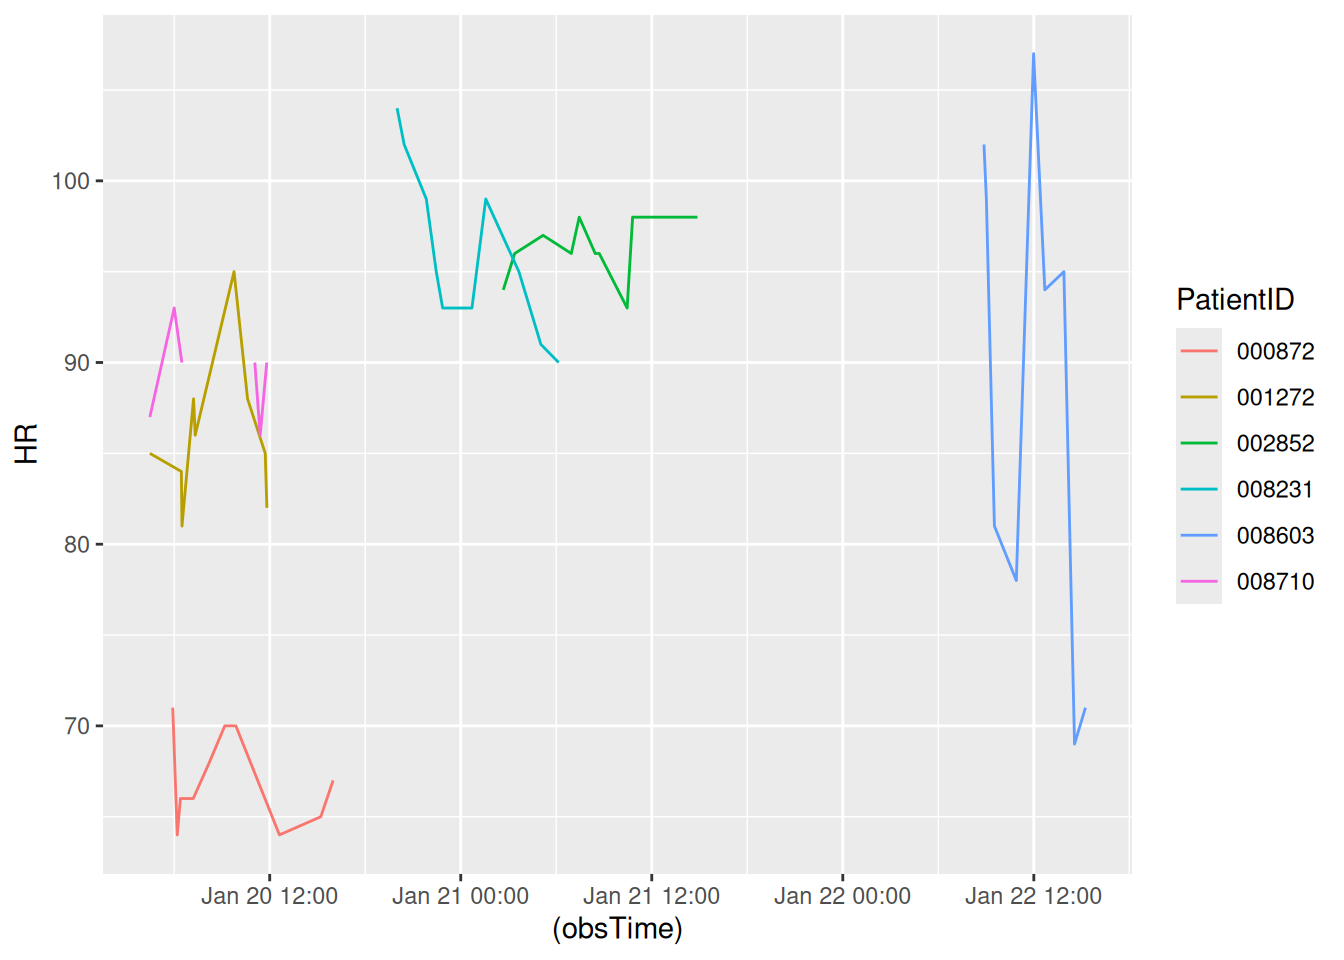 100
90
80
70
HR
Jan 20 12:00
Jan 21 00:00
Jan 21 12:00
Jan 22 00:00
Jan 22 12:00
(obsTime)
PatientID
000872
001272
002852
008231
008603
008710